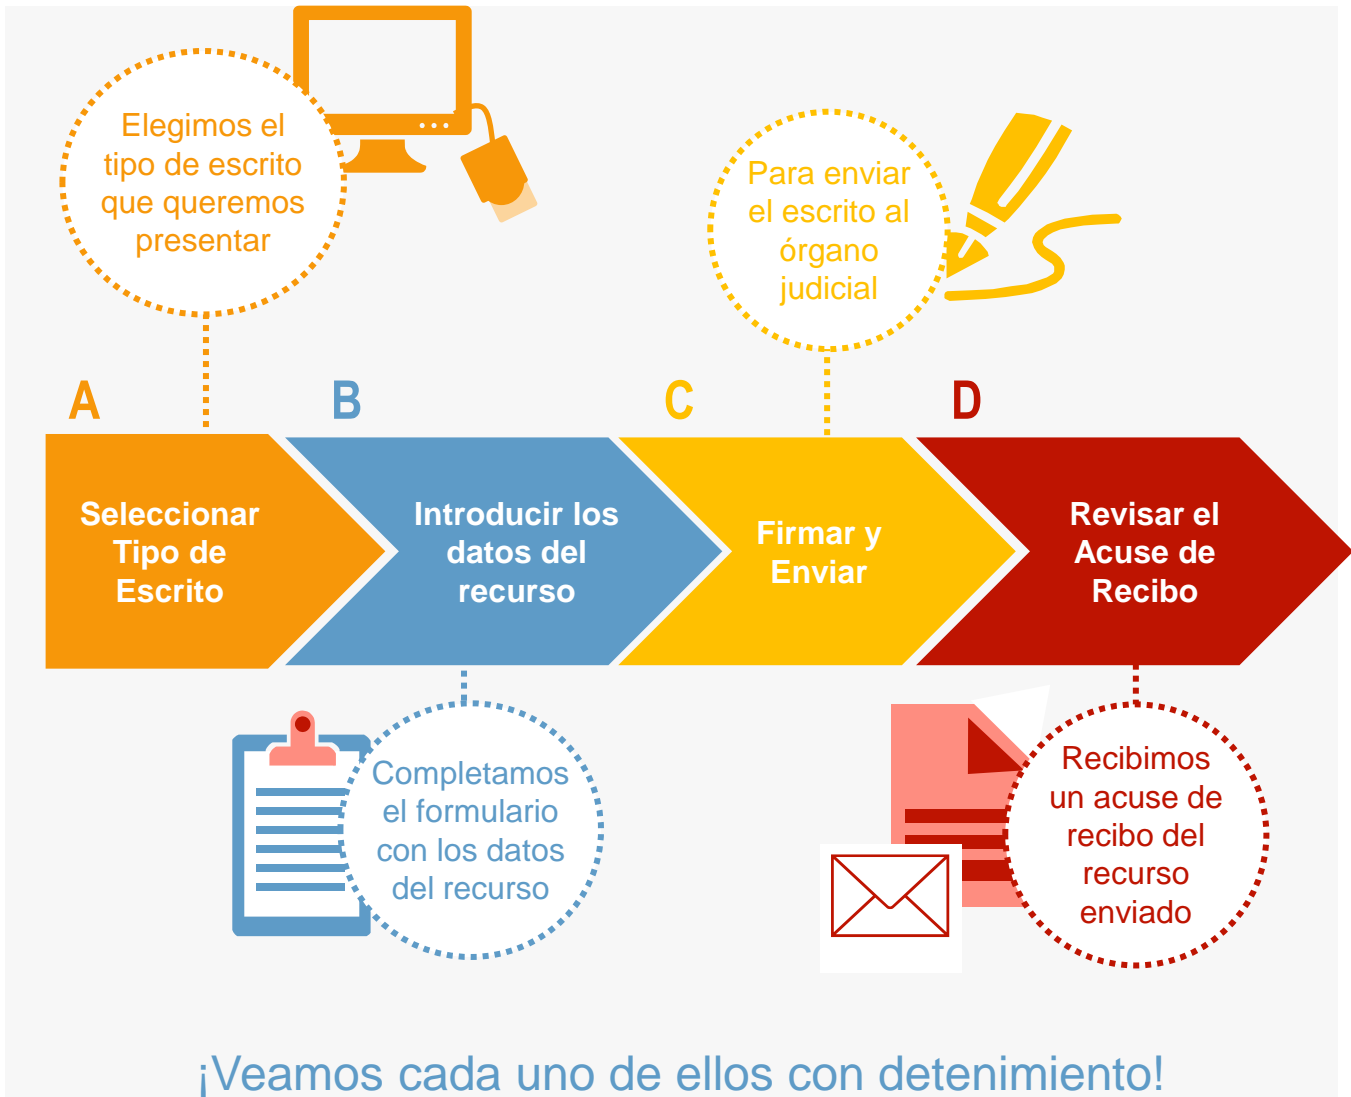 Elegimos el
tipo de escrito
que queremos
presentar
Para enviar
el escrito al
órgano
judicial
A
B
C
D
Seleccionar
Tipo de
Escrito
Introducir los
datos del
recurso
Firmar y
Enviar
Revisar el
Acuse de
Recibo
Completamos
el formulario
con los datos
del recurso
Recibimos
un acuse de
recibo del
recurso
enviado
¡Veamos cada uno de ellos con detenimiento!